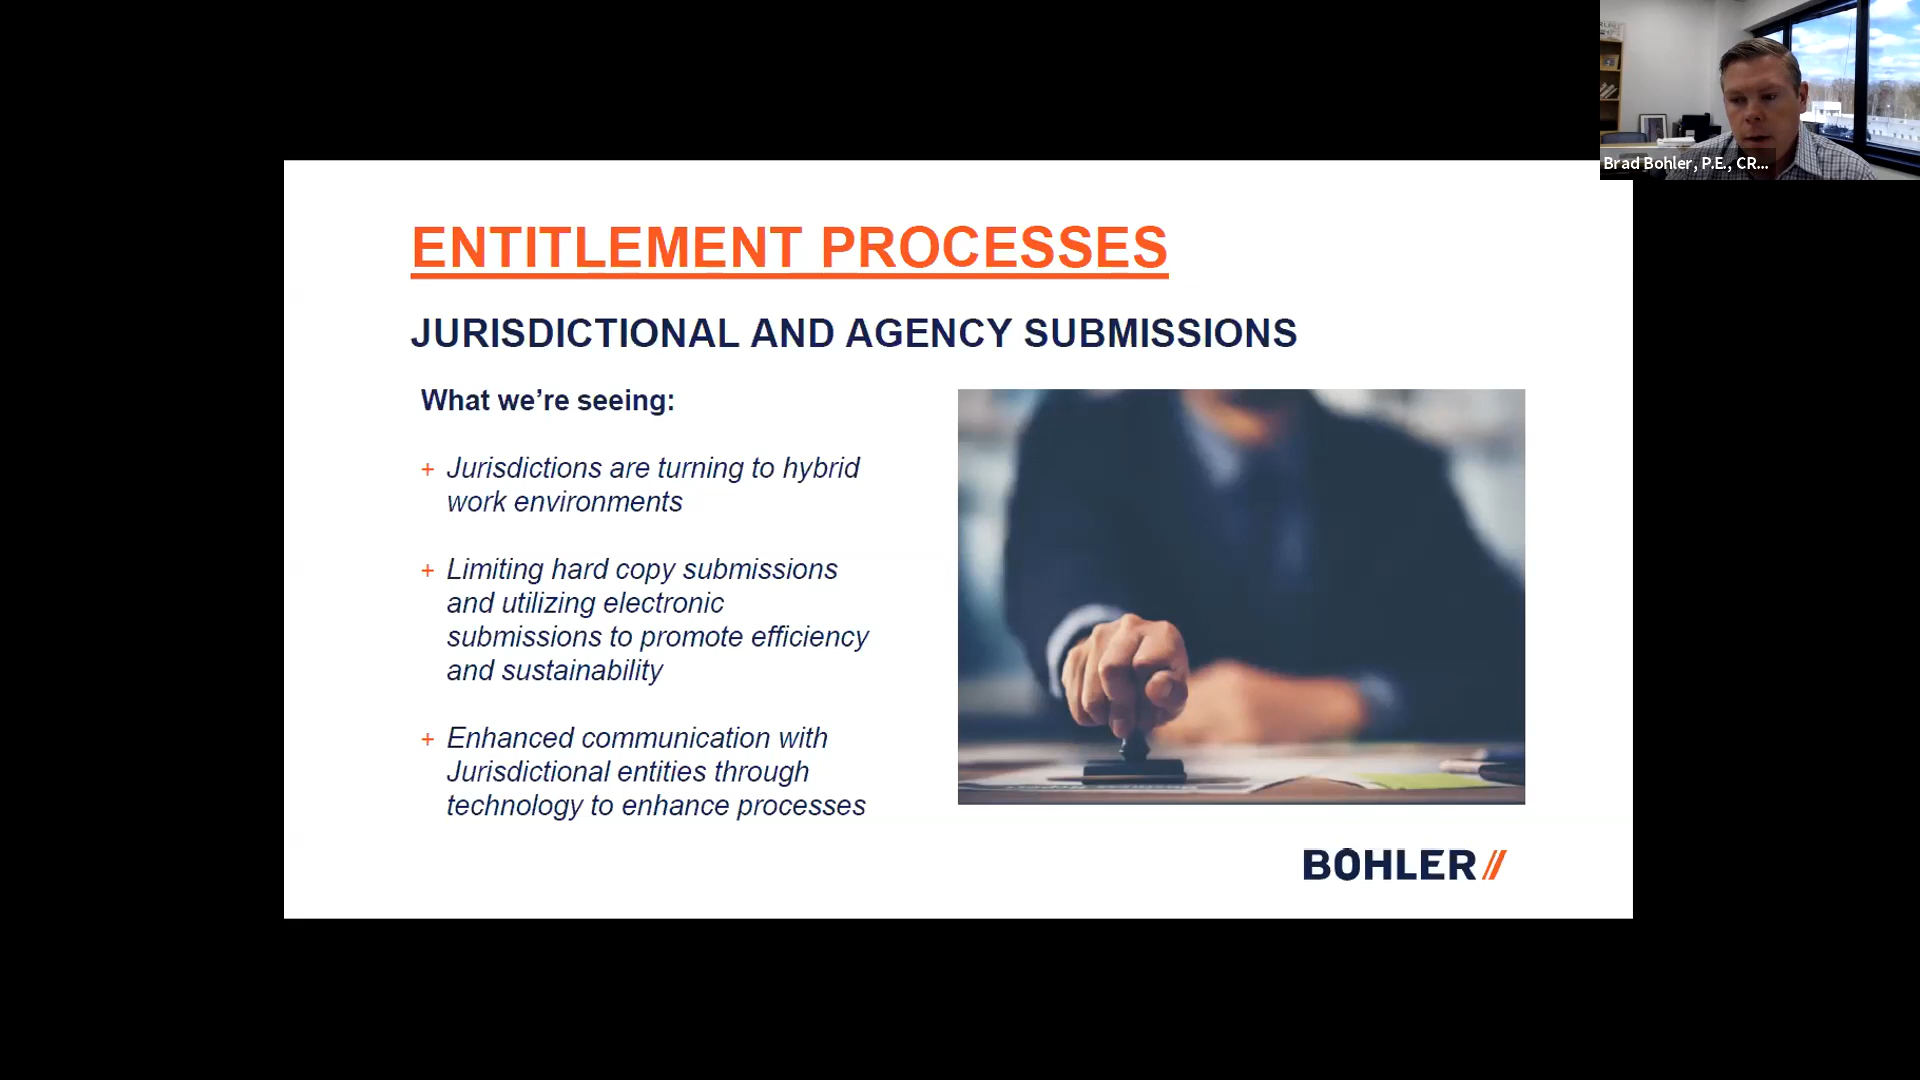 Brad Bohler, P.E., CR...
ENTITLEMENT PROCESSES
JURISDICTIONAL AND AGENCY SUBMISSIONS
What we’re seeing:
+ Jurisdictions are turning to hybrid
work environments
+ Limiting hard copy submissions
and utilizing electronic
submissions to promote efficiency
and sustainability
+ Enhanced communication with
Jurisdictional entities through
technology to enhance processes
BOHLER//